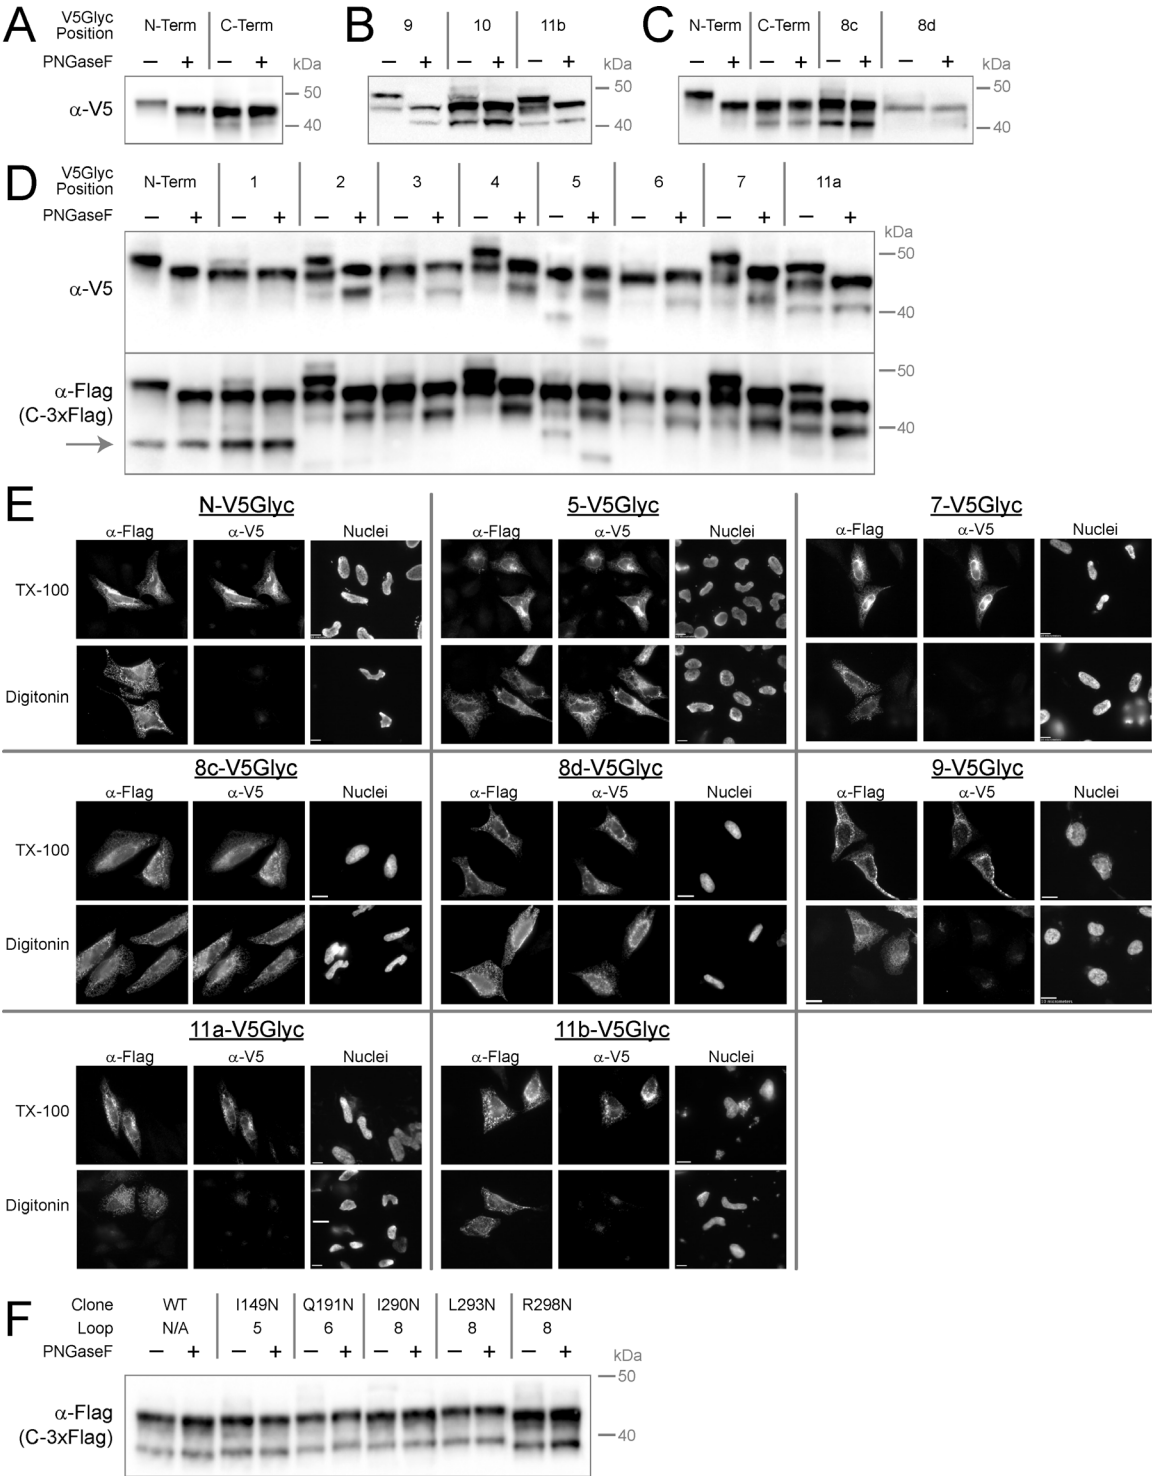 A
V5Glyc
Position
N-Term C-Term
PNGaseF
− + − +
kDa
α-V5
50
40
B
9 10 11b
− + − + − +
kDa
50
40
C
N-Term C-Term 8c 8d
− + − + − + − +
kDa
50
40
D
V5Glyc
Position
N-Term 1 2 3 4 5 6 7 11a
PNGaseF
− + − + − + − + − + − + − + − + − +
kDa
α-V5
50
40
α-Flag
(C-3xFlag)
50
40
E
N-V5Glyc 5-V5Glyc 7-V5Glyc
α-Flag α-V5 Nuclei α-Flag α-V5 Nuclei α-Flag α-V5 Nuclei
TX-100
Digitonin
8c-V5Glyc 8d-V5Glyc 9-V5Glyc
α-Flag α-V5 Nuclei α-Flag α-V5 Nuclei α-Flag α-V5 Nuclei
TX-100
Digitonin
11a-V5Glyc 11b-V5Glyc
α-Flag α-V5 Nuclei α-Flag α-V5 Nuclei
TX-100
Digitonin
F
Clone WT I149N Q191N I290N L293N R298N
Loop N/A 5 6 8 8 8
PNGaseF − + − + − + − + − + − +
kDa
50
α-Flag
(C-3xFlag)
40